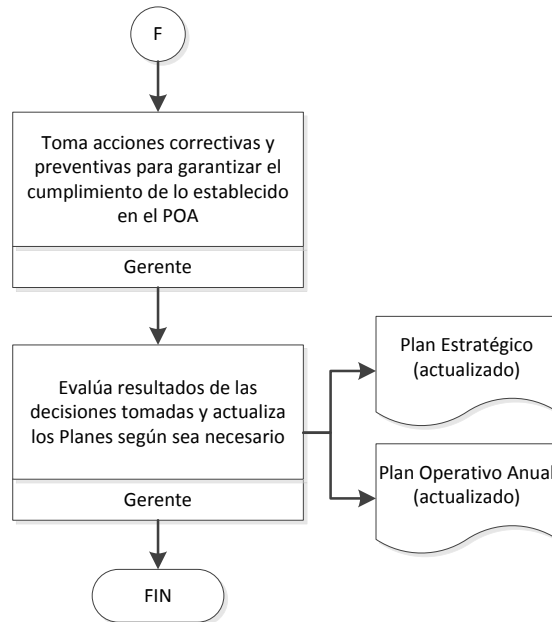 F
Toma acciones correctivas y
preventivas para garantizar el
cumplimiento de lo establecido
en el POA
Gerente
Evalúa resultados de las
decisiones tomadas y actualiza
los Planes según sea necesario
Gerente
Plan Estratégico
(actualizado)
Plan Operativo Anual
(actualizado)
FIN